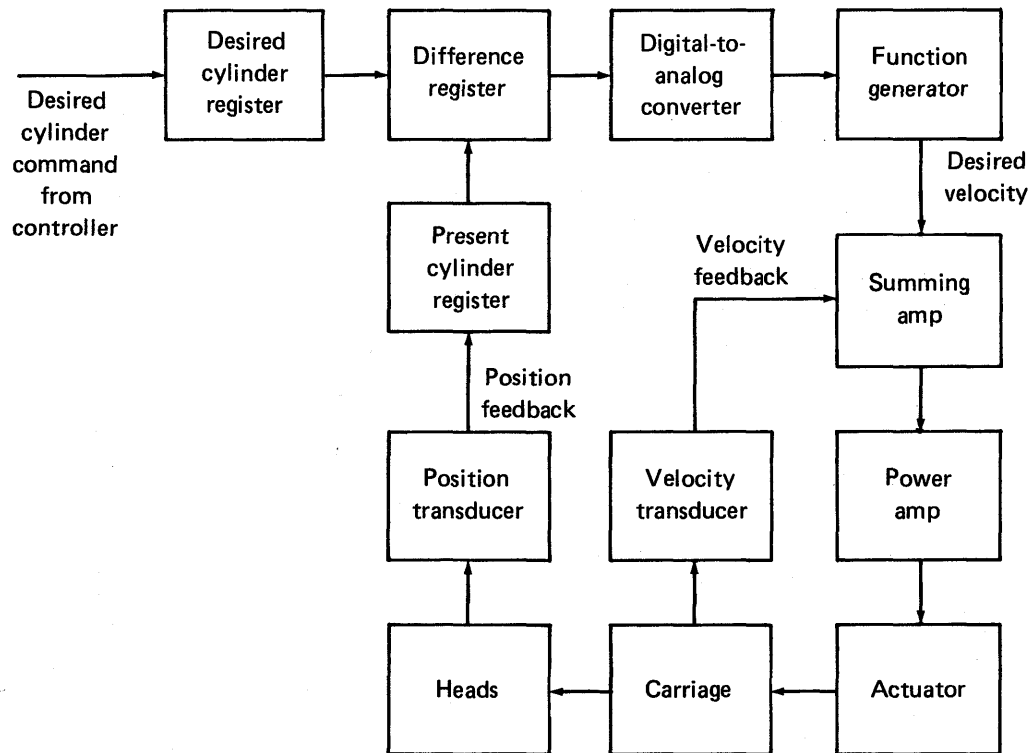 Desired
cylinder
register
Difference
register
Digital-to-
analog
converter
Function
generator
Desired
cylinder
command
from
controller
Desired
velocity
Present
cylinder
register
Velocity
feedback
Summing
amp
Position
feedback
Position
transducer
Velocity
transducer
Power
amp
Heads
Carriage
Actuator